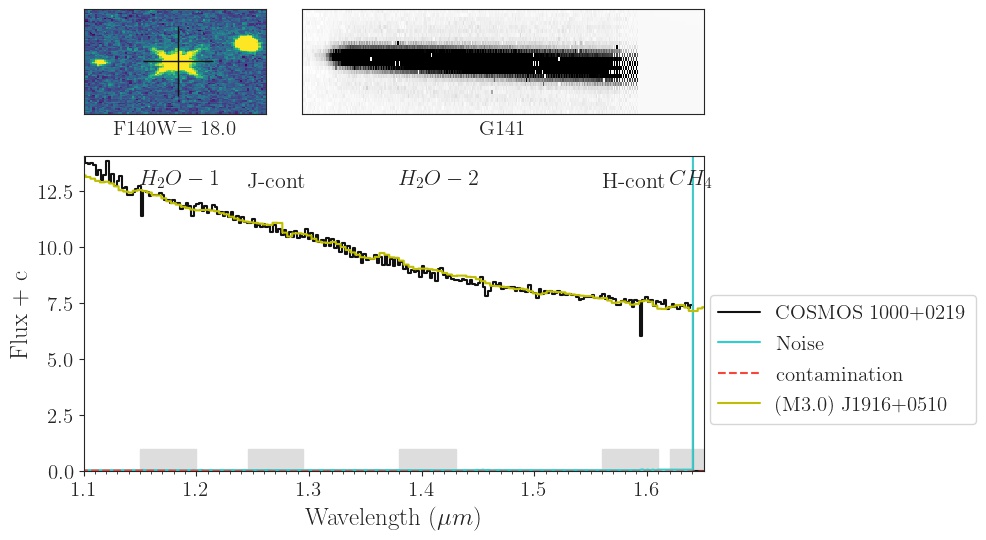 F140W= 18.0
G141
H₂O − 1
J-cont
H₂O − 2
H-cont
CH₄
12.5
10.0
7.5
5.0
2.5
0.0
Flux + c
1.1
1.2
1.3
1.4
1.5
1.6
Wavelength (μm)
COSMOS 1000+0219
Noise
contamination
(M3.0) J1916+0510